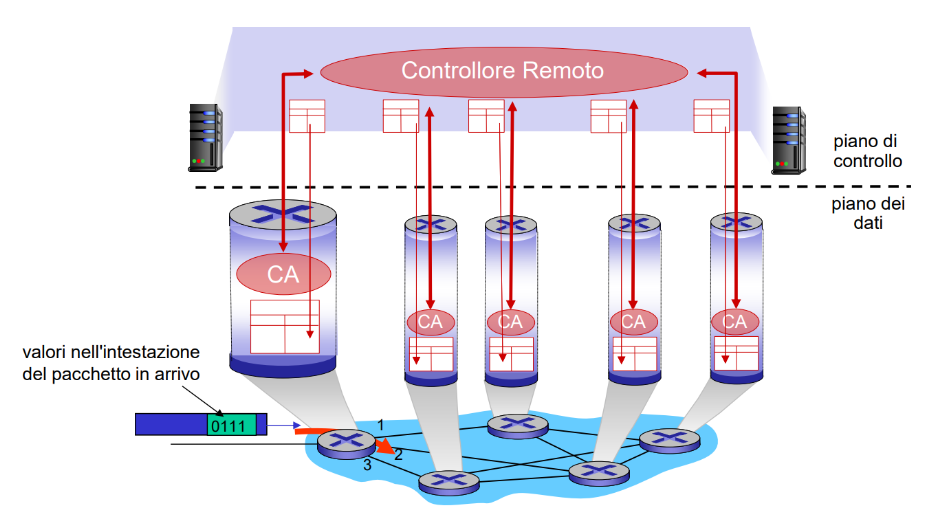 Controllore Remoto
piano di
controllo
piano dei
dati
CA
CA
CA
CA
CA
valori nell'intestazione
del pacchetto in arrivo
0111
1
2
3